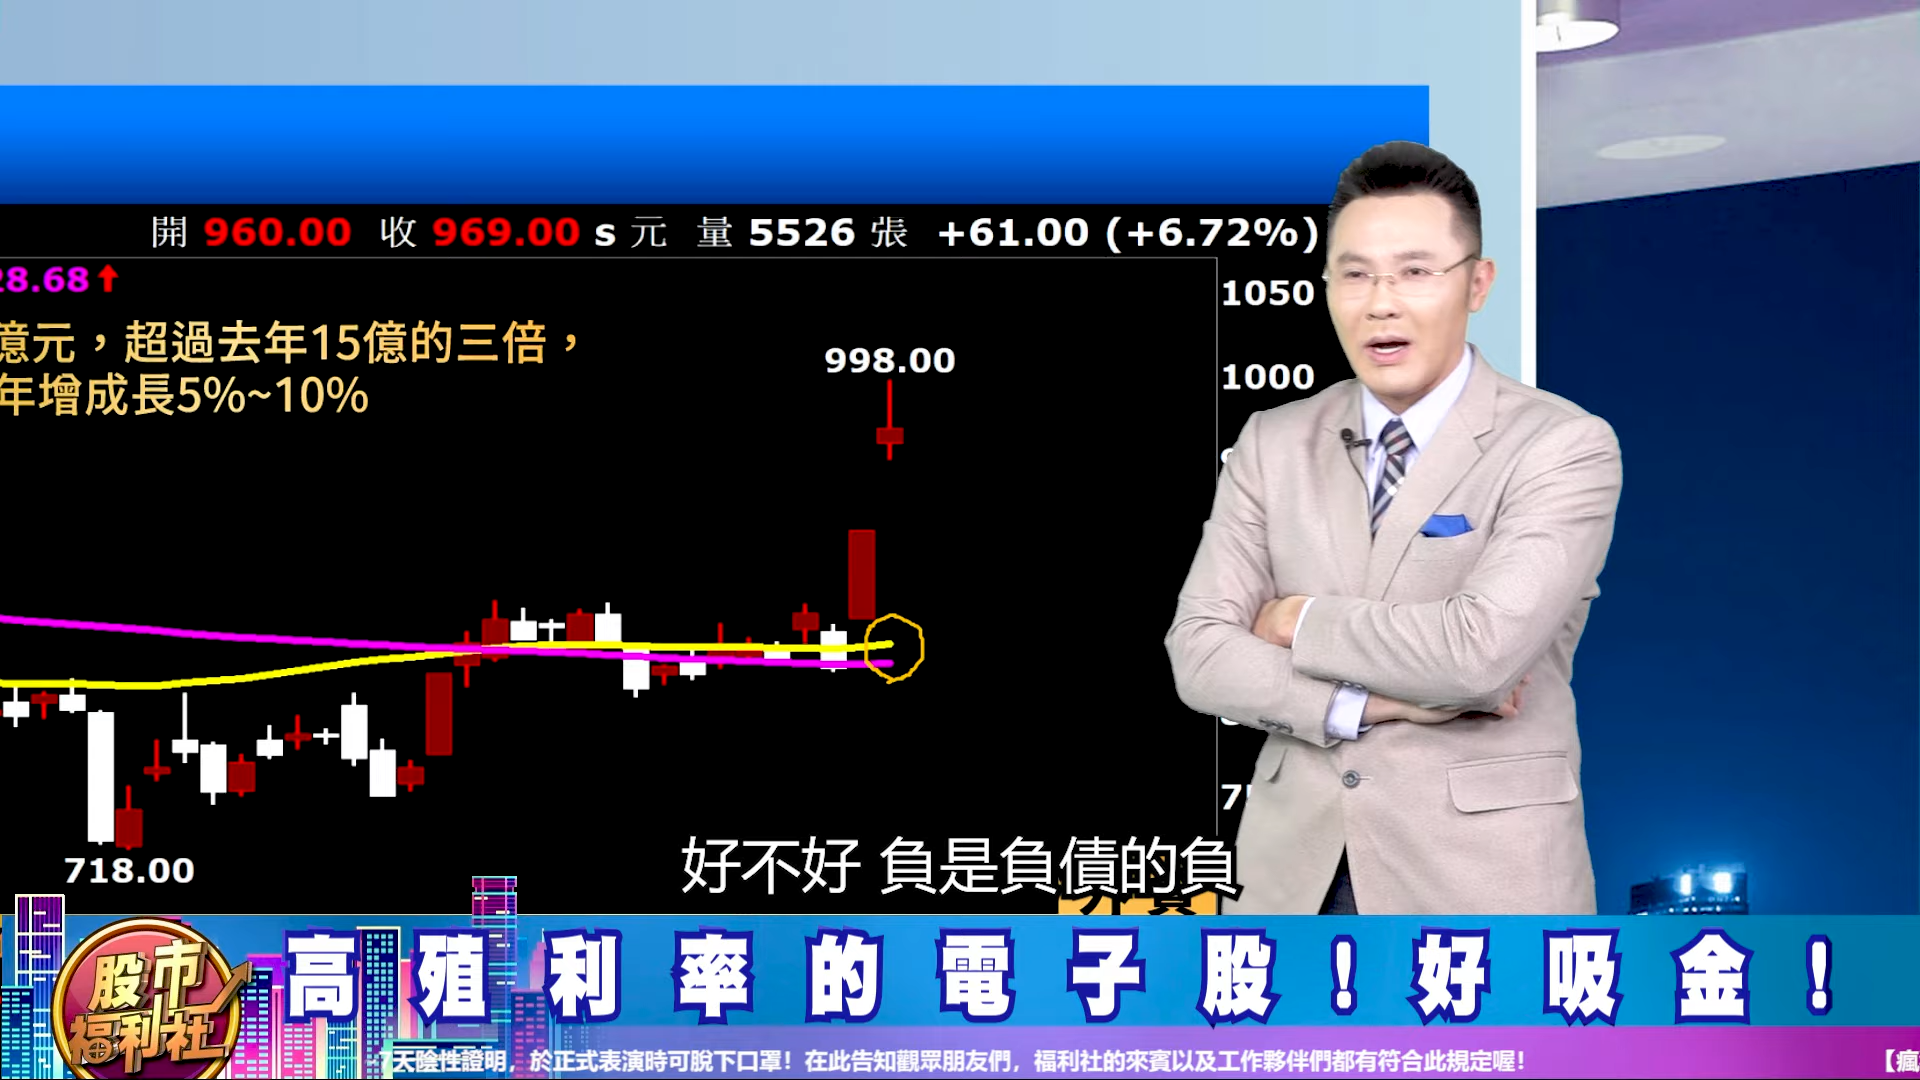 開 960.00 收 969.00 s 元 量 5526 張 +61.00 (+6.72%)
28.68
1050
億元，超過去年15億的三倍，
年增成長5%~10%
998.00
1000
718.00
好不好 負是負債的負
高殖利率的電子股！好吸金！
股市
福利社
7天陰性證明，於正式表演時可脫下口罩！在此告知觀眾朋友們，福利社的來賓以及工作夥伴們都有符合此規定喔！ 【瘋